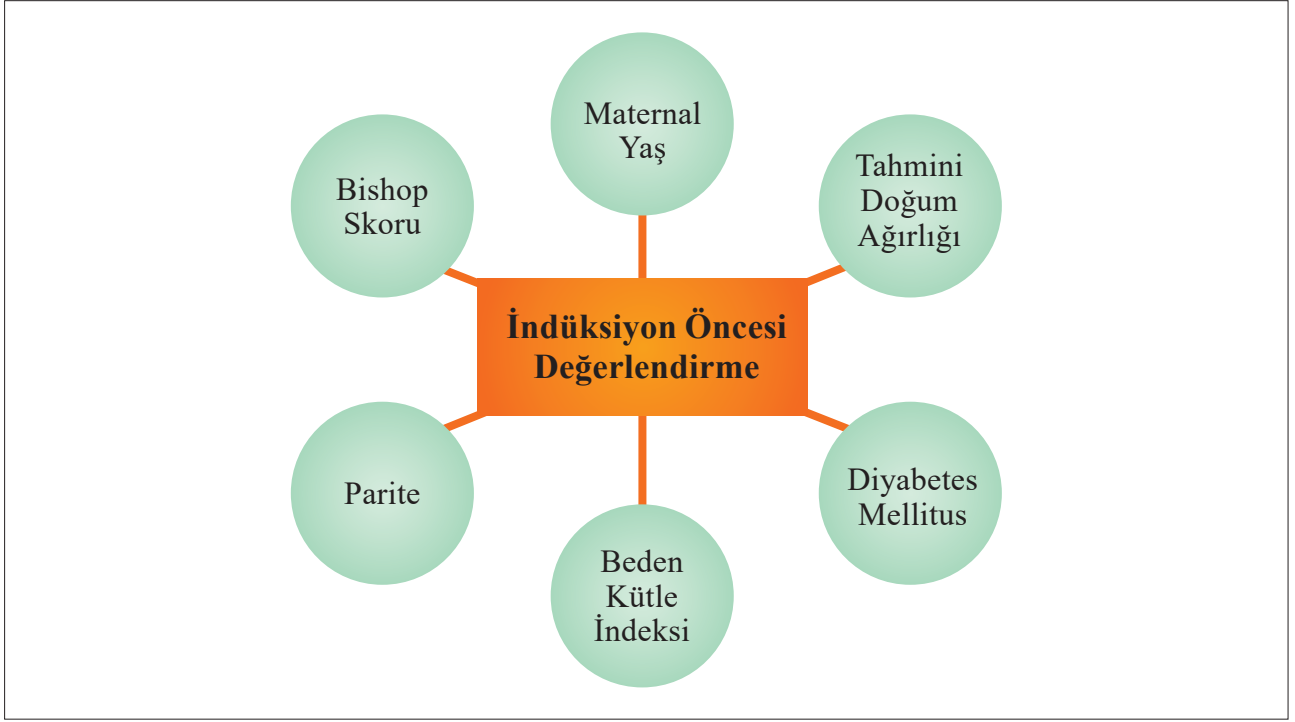 Maternal
Yaş
Bishop
Skoru
Tahmini
Doğum
Ağırlığı
İndüksiyon Öncesi
Değerlendirme
Parite
Diyabetes
Mellitus
Beden
Kütle
İndeksi